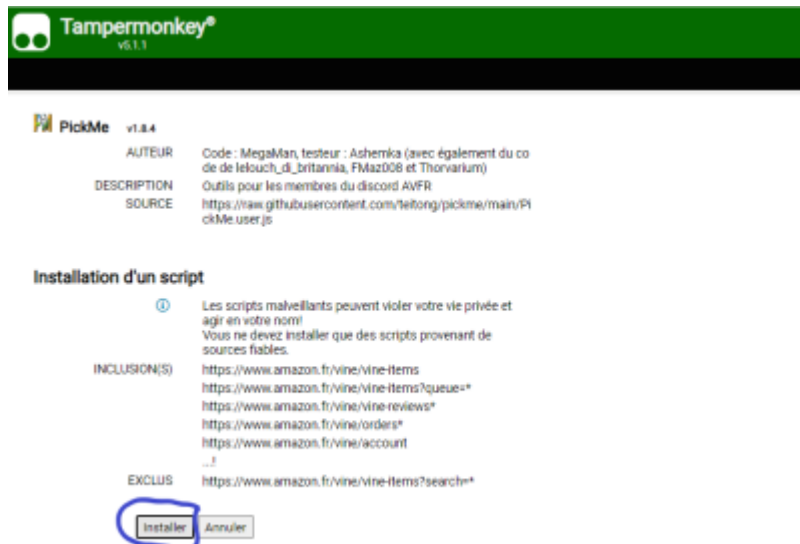 Tampermonkey®
v5.1.1
PickMe v1.8.4
AUTEUR Code : MegaMan, testeur : Ashemka (avec également du co
de de lelouch_di_britannia, FMaz008 et Thorvarium)
DESCRIPTION Outils pour les membres du discord AVFR
SOURCE https://raw.githubusercontent.com/teitong/pickme/main/Pi
ckMe.user.js
Installation d'un script
Les scripts malveillants peuvent violer votre vie privée et
agir en votre nom!
Vous ne devez installer que des scripts provenant de
sources fiables.
INCLUSION(S) https://www.amazon.fr/vine/vine-items
https://www.amazon.fr/vine/vine-items?queue=*
https://www.amazon.fr/vine/vine-reviews*
https://www.amazon.fr/vine/orders*
https://www.amazon.fr/vine/account
...!
EXCLUS https://www.amazon.fr/vine/vine-items?search=*
Installer Annuler